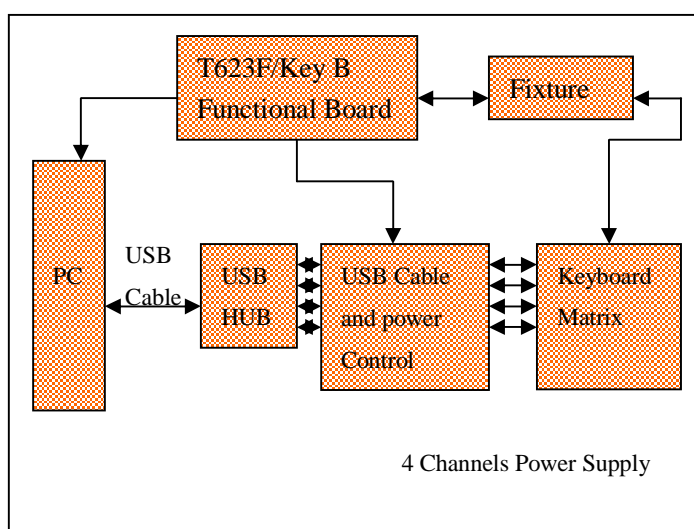 T623F/Key B
Functional Board
Fixture
PC
USB
Cable
USB
HUB
USB Cable
and power
Control
Keyboard
Matrix
4 Channels Power Supply